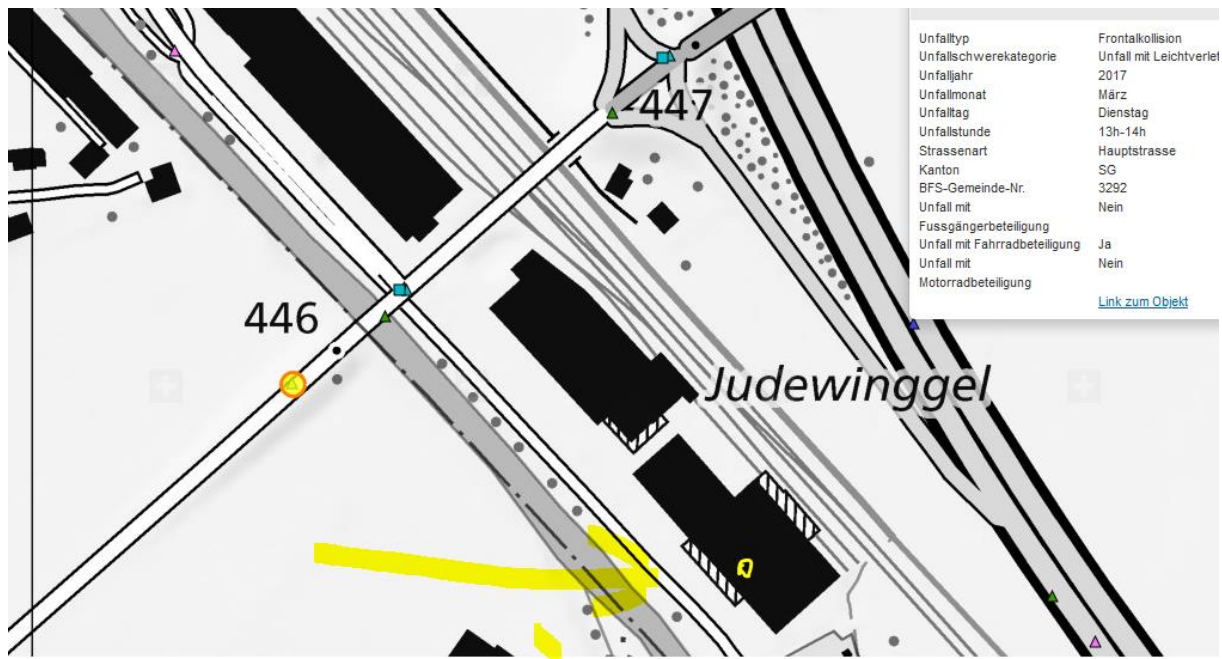 Unfalltyp Frontalkollision
Unfallschwerekategorie Unfall mit Leichtverlet
Unfalljahr 2017
Unfallmonat März
Unfalltag Dienstag
Unfallstunde 13h-14h
Strassenart Hauptstrasse
Kanton SG
BFS-Gemeinde-Nr. 3292
Unfall mit Nein
Fussgängerbeteiligung
Unfall mit Fahrradbeteiligung Ja
Unfall mit Nein
Motorradbeteiligung
Link zum Objekt
447
446
Judewinggel